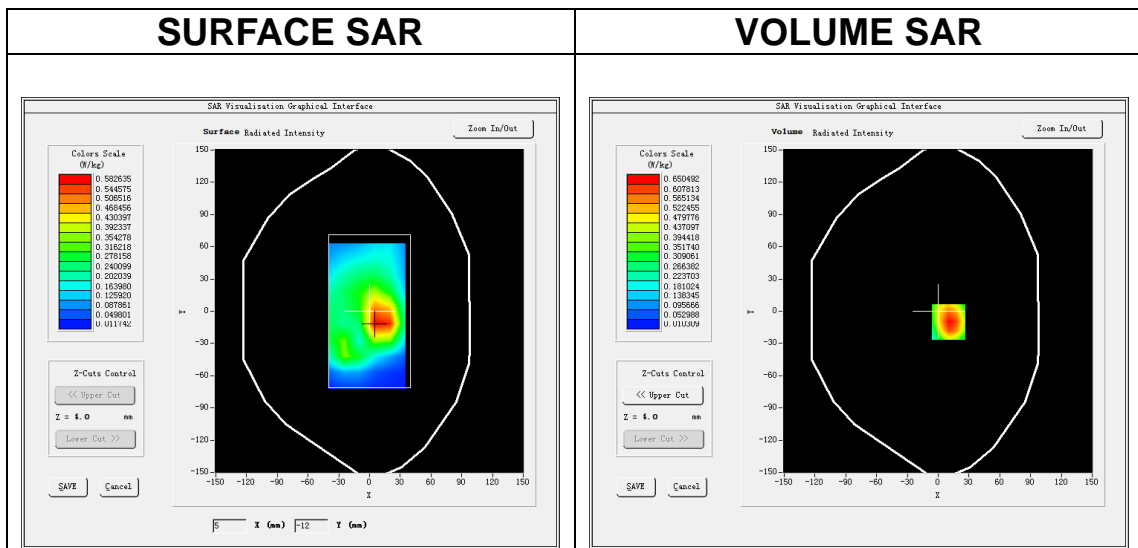 SURFACE SAR
VOLUME SAR
SAR Visualisation Graphical Interface
Surface Radiated Intensity
Zoom In/Out
Colors Scale
(W/kg)
0.582635
0.544575
0.506516
0.468456
0.430397
0.392337
0.354278
0.316218
0.278158
0.240099
0.202039
0.163980
0.125920
0.087861
0.049801
0.011742
150
120
90
60
30
0
-30
-60
-90
-120
-150
Y
-150 -120 -90 -60 -30 0 30 60 90 120 150
X
Z-Cuts Control
<< Upper Cut
Z = 4.0 mm
Lower Cut >>
SAVE Cancel
5 X (mm) -12 Y (mm)
SAR Visualisation Graphical Interface
Volume Radiated Intensity
Zoom In/Out
Colors Scale
(W/kg)
0.650492
0.607813
0.565134
0.522455
0.479776
0.437097
0.394418
0.351740
0.309061
0.266382
0.223703
0.181024
0.138345
0.095666
0.052988
0.010309
150
120
90
60
30
0
-30
-60
-90
-120
-150
Y
-150 -120 -90 -60 -30 0 30 60 90 120 150
X
Z-Cuts Control
<< Upper Cut
Z = 4.0 mm
Lower Cut >>
SAVE Cancel